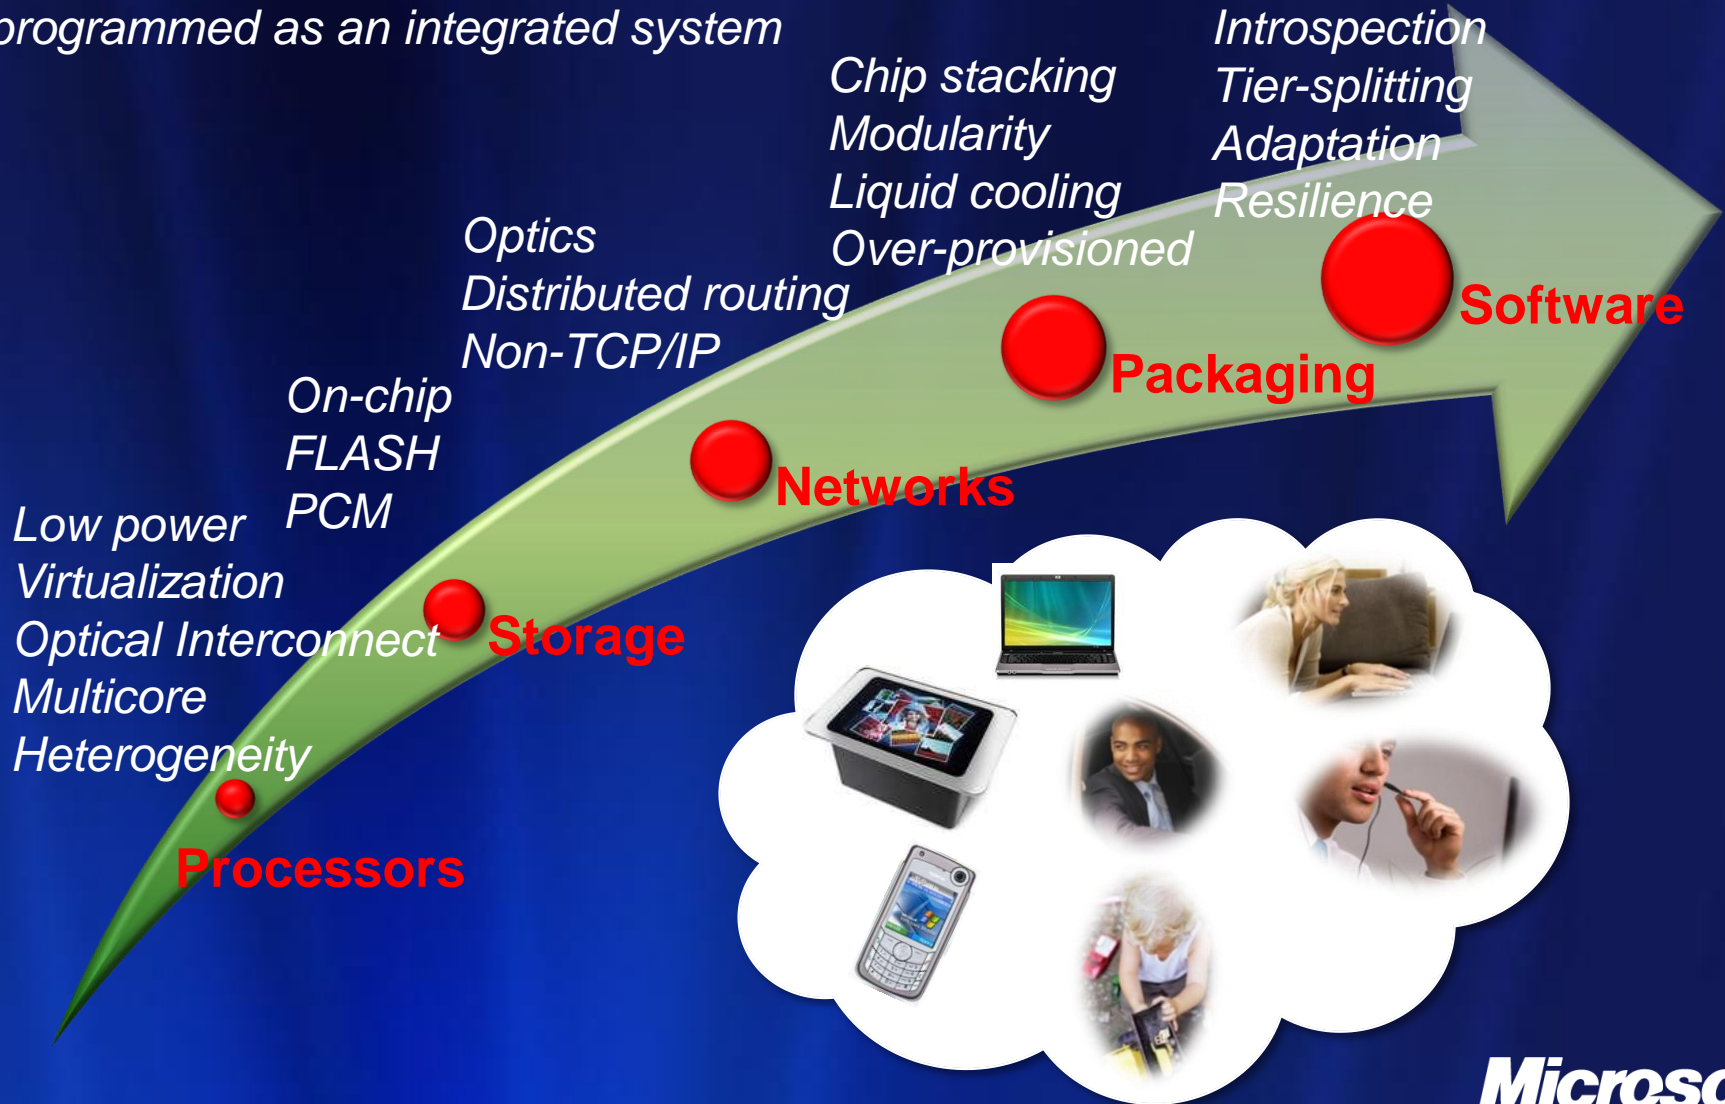 programmed as an integrated system
Introspection
Tier-splitting
Adaptation
Resilience
Chip stacking
Modularity
Liquid cooling
Over-provisioned
Optics
Distributed routing
Non-TCP/IP
On-chip
FLASH
PCM
Low power
Virtualization
Optical Interconnect
Multicore
Heterogeneity
Software
Packaging
Networks
Storage
Processors
Microso